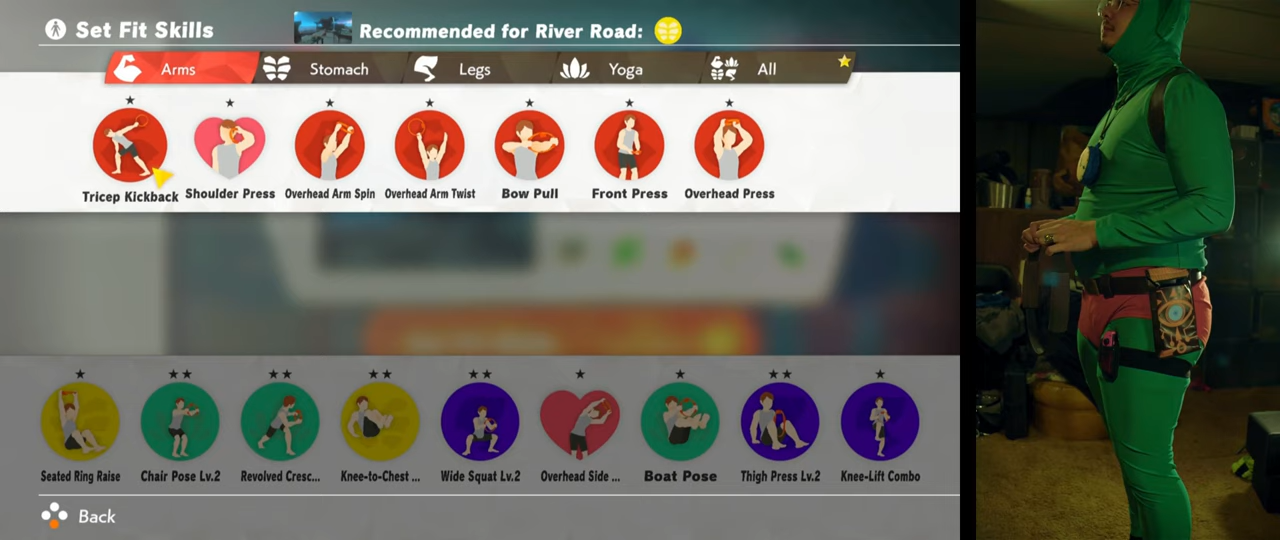 Set Fit Skills
Recommended for River Road:
Arms
Stomach
Legs
Yoga
All
Tricep Kickback
Shoulder Press
Overhead Arm Spin
Overhead Arm Twist
Bow Pull
Front Press
Overhead Press
Seated Ring Raise
Chair Pose Lv.2
Revolved Cresc...
Knee-to-Chest ...
Wide Squat Lv.2
Overhead Side ...
Boat Pose
Thigh Press Lv.2
Knee-Lift Combo
Back